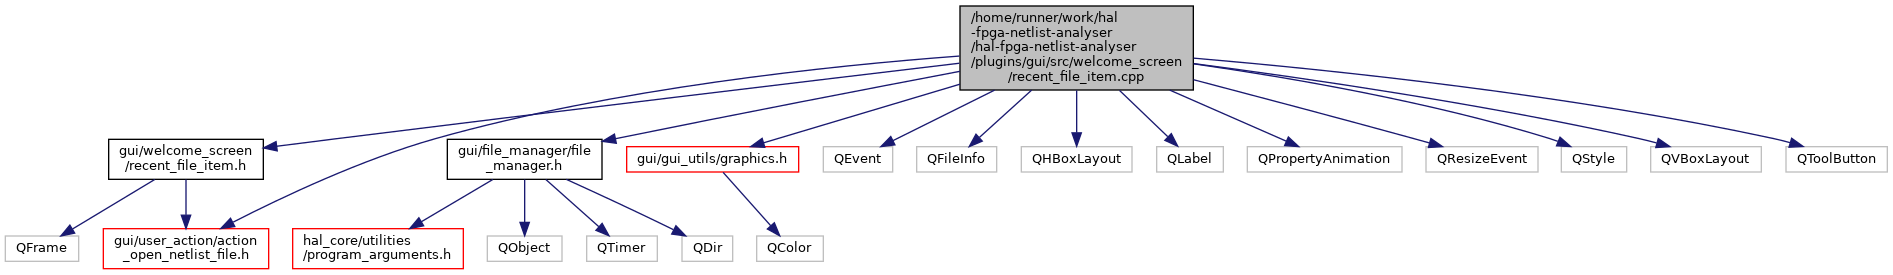 /home/runner/work/hal
-fpga-netlist-analyser
/hal-fpga-netlist-analyser
/plugins/gui/src/welcome_screen
/recent_file_item.cpp
gui/welcome_screen
/recent_file_item.h
gui/file_manager/file
_manager.h
gui/gui_utils/graphics.h
QEvent
QFileInfo
QHBoxLayout
QLabel
QPropertyAnimation
QResizeEvent
QStyle
QVBoxLayout
QToolButton
QFrame
gui/user_action/action
_open_netlist_file.h
hal_core/utilities
/program_arguments.h
QObject
QTimer
QDir
QColor